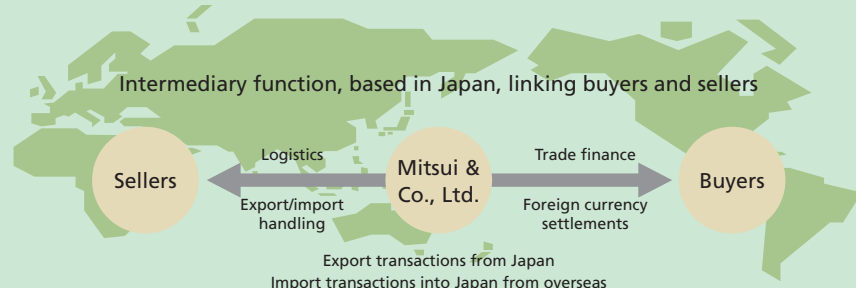 Intermediary function, based in Japan, linking buyers and sellers
Logistics
Trade finance
Sellers
Mitsui &
Co., Ltd.
Buyers
Export/import
handling
Foreign currency
settlements
Export transactions from Japan
Import transactions into Japan from overseas